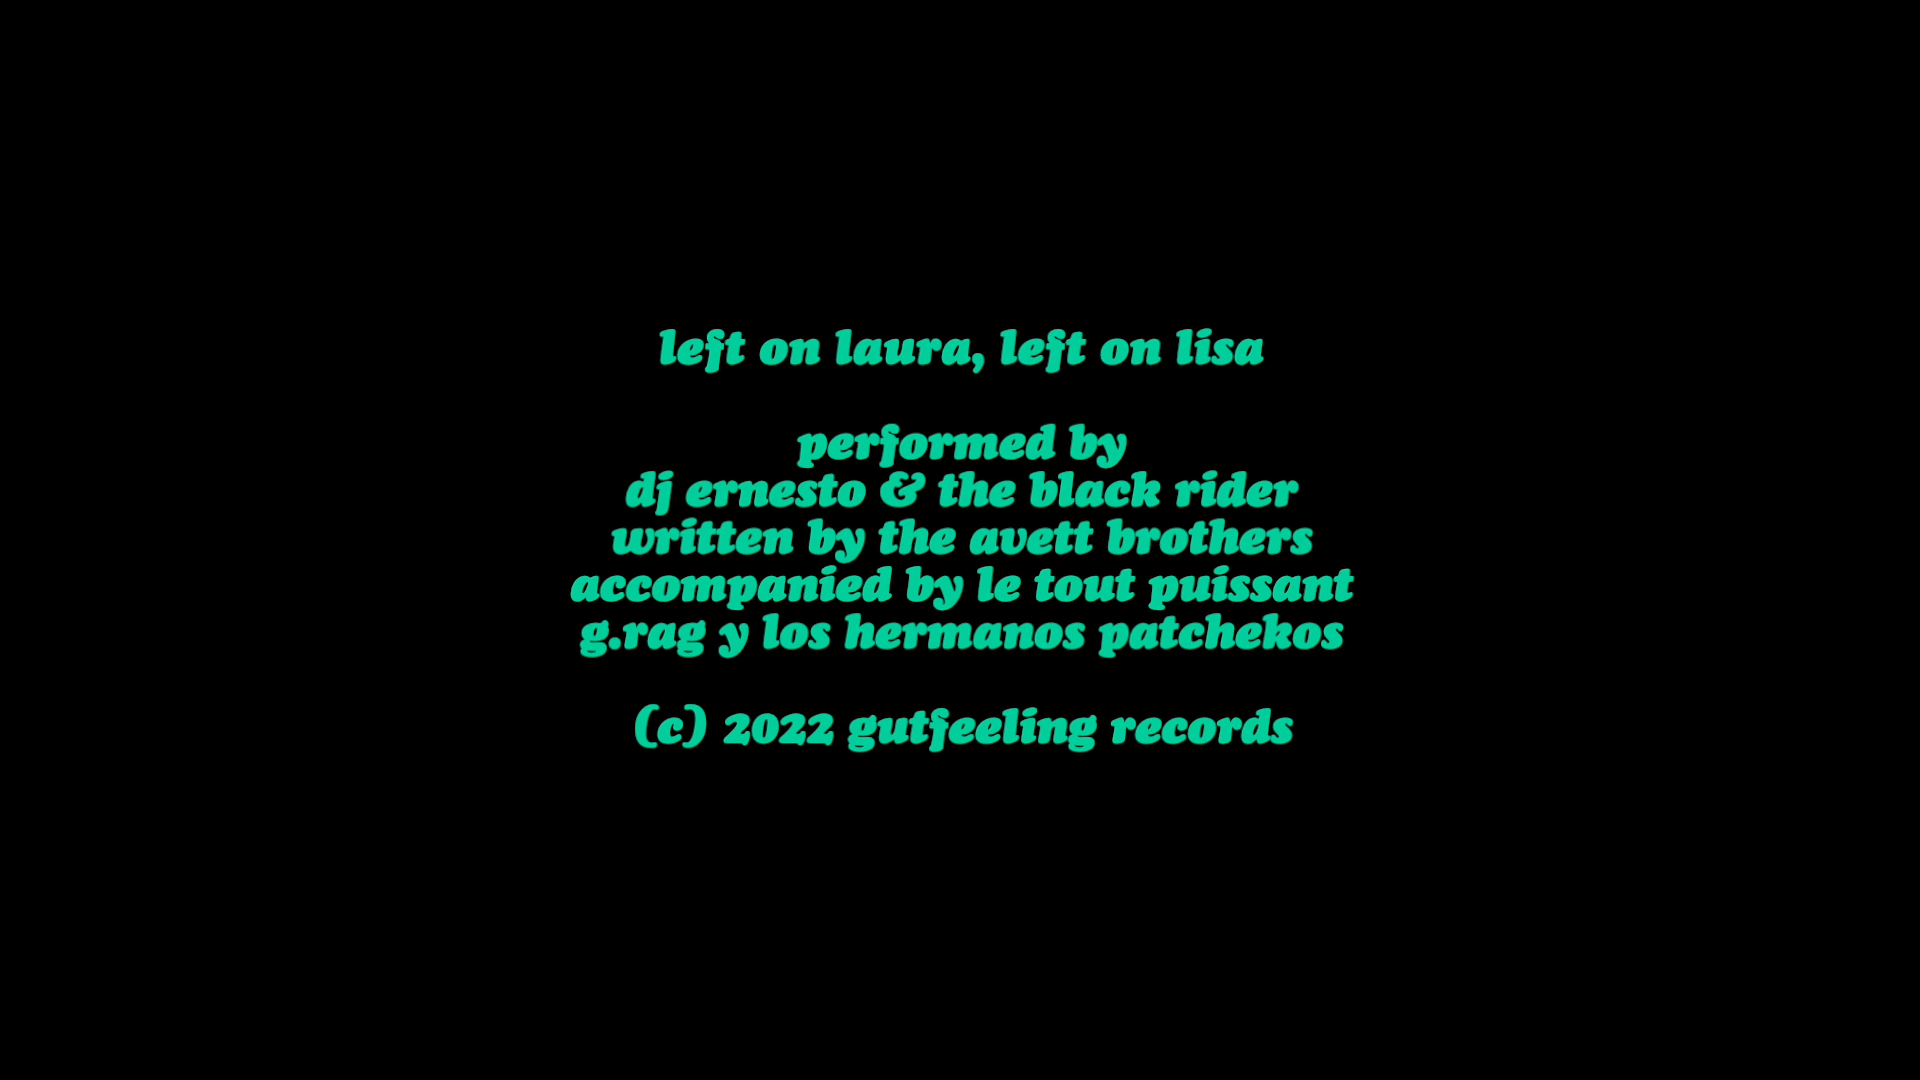 left on laura, left on lisa
performed by
dj ernesto & the black rider
written by the avett brothers
accompanied by le tout puissant
g.rag y los hermanos patchekos
(c) 2022 gutfeeling records